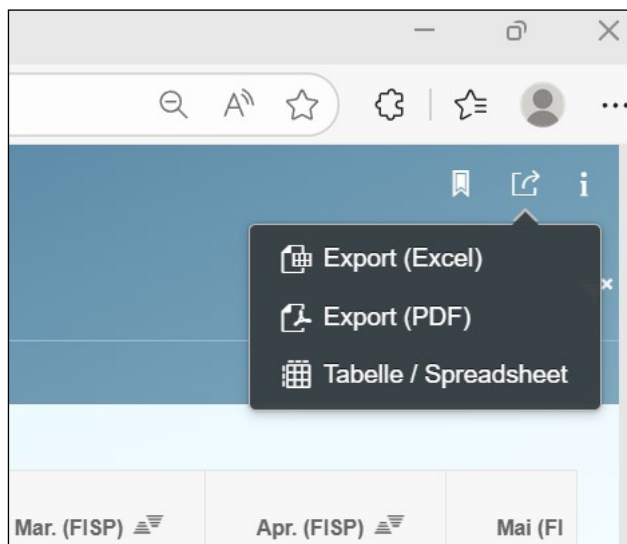 Export (Excel)
Export (PDF)
Tabelle / Spreadsheet
Mar. (FISP) Apr. (FISP) Mai (FI